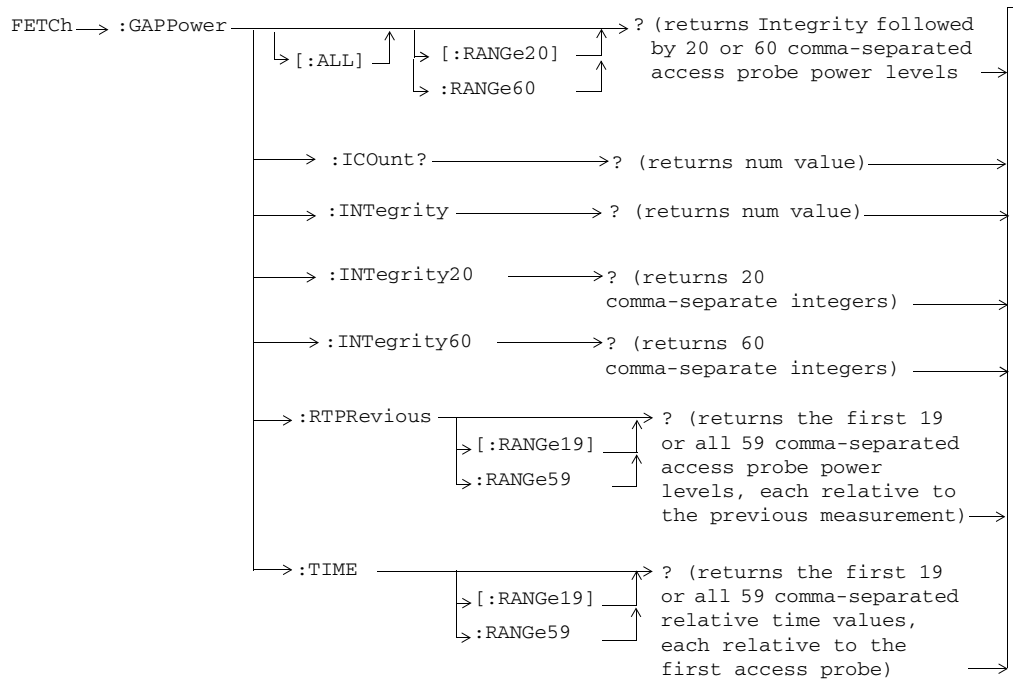 FETCh :GAPPower ? (returns Integrity followed
by 20 or 60 comma-separated
access probe power levels
[:ALL] [:RANGe20]
:RANGe60
:ICOunt? ? (returns num value)
:INTegrity ? (returns num value)
:INTegrity20 ? (returns 20
comma-separate integers)
:INTegrity60 ? (returns 60
comma-separate integers)
:RTPRevious ? (returns the first 19
or all 59 comma-separated
access probe power
levels, each relative to
the previous measurement)
[:RANGe19]
:RANGe59
:TIME ? (returns the first 19
or all 59 comma-separated
relative time values,
each relative to the
first access probe)
[:RANGe19]
:RANGe59